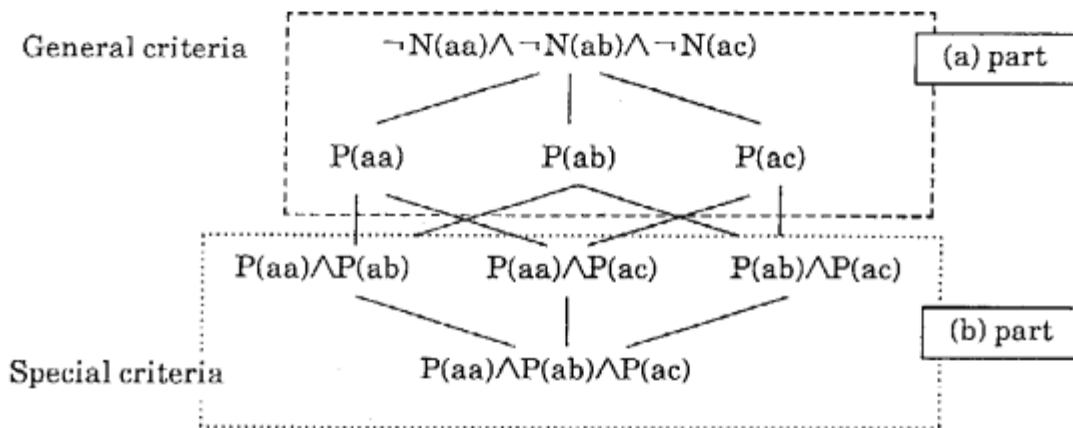 General criteria ¬N(aa)∧¬N(ab)∧¬N(ac) (a) part
P(aa) P(ab) P(ac)
P(aa)∧P(ab) P(aa)∧P(ac) P(ab)∧P(ac)
(b) part
Special criteria P(aa)∧P(ab)∧P(ac)